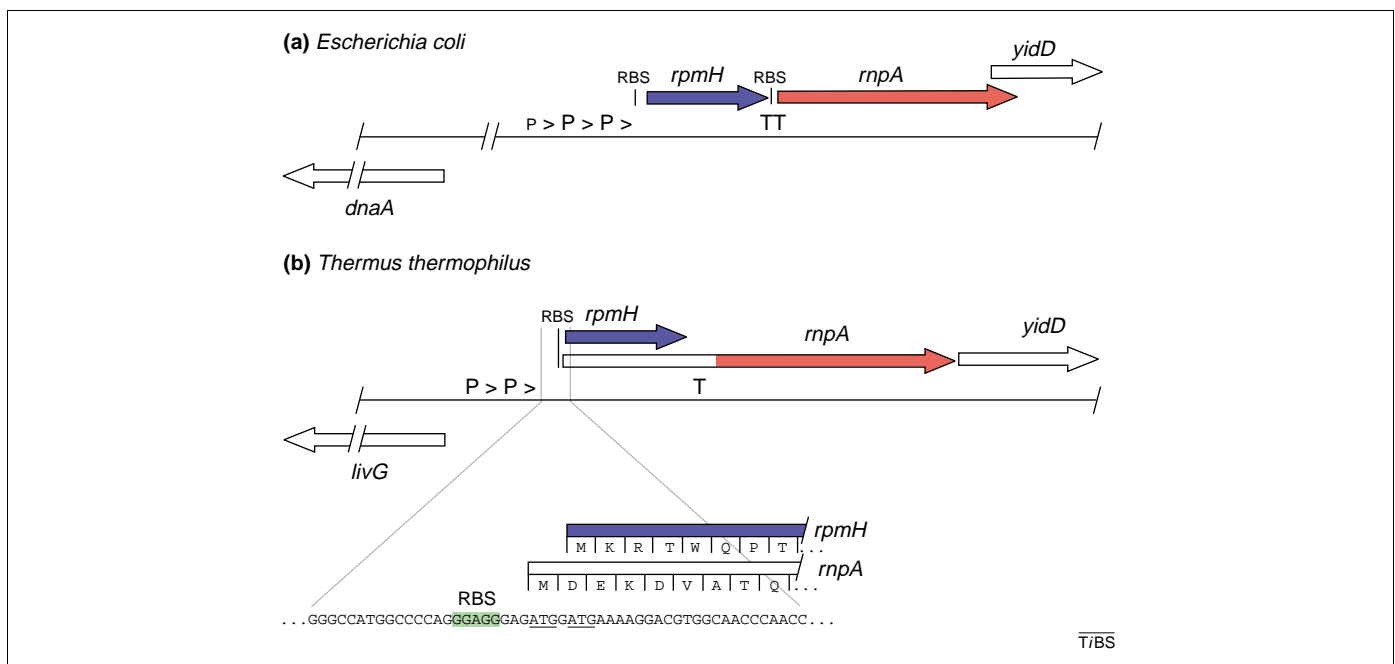 (a) Escherichia coli
yidD
RBS rpmH RBS rnpA
P > P > P > TT
dnaA
(b) Thermus thermophilus
RBS rpmH rnpA yidD
P > P > T
livG
rpmH
M K R T W Q P T ...
rnpA
M D E K D V A T Q ...
RBS
...GGGCCATGGCCCCAGGGAGGGAGATGGATGAAAAGGACGTGGCAACCCAACC...
TiBS